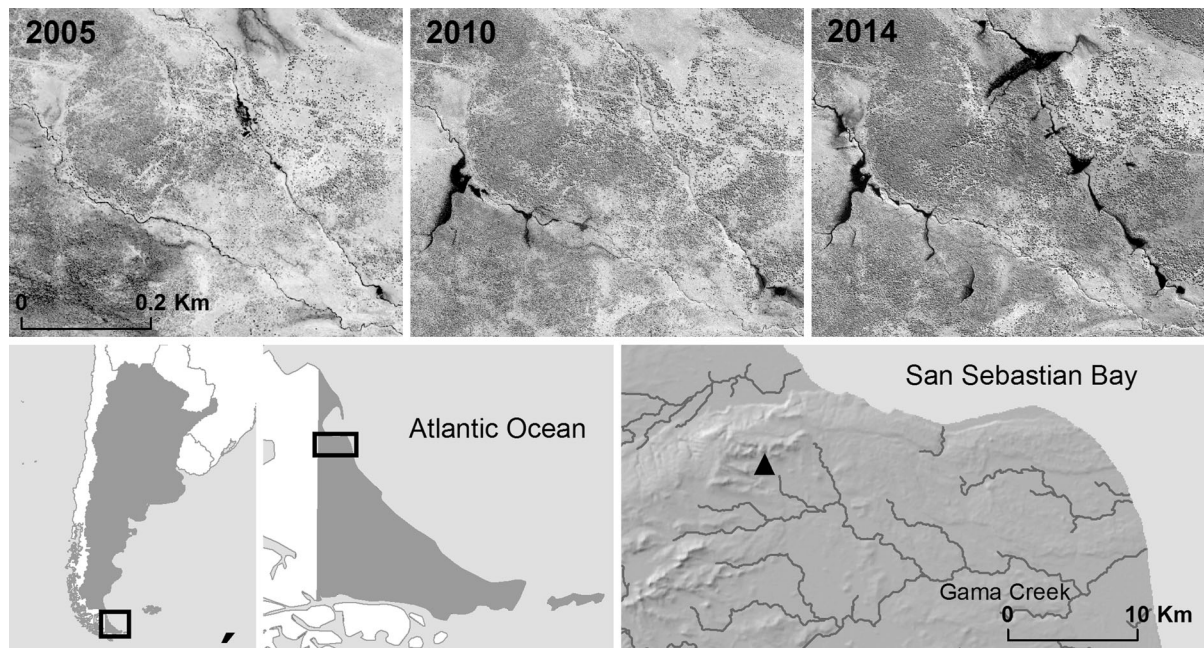 2005
2010
2014
0
0.2 Km
Atlantic Ocean
San Sebastian Bay
Gama Creek
0
10 Km